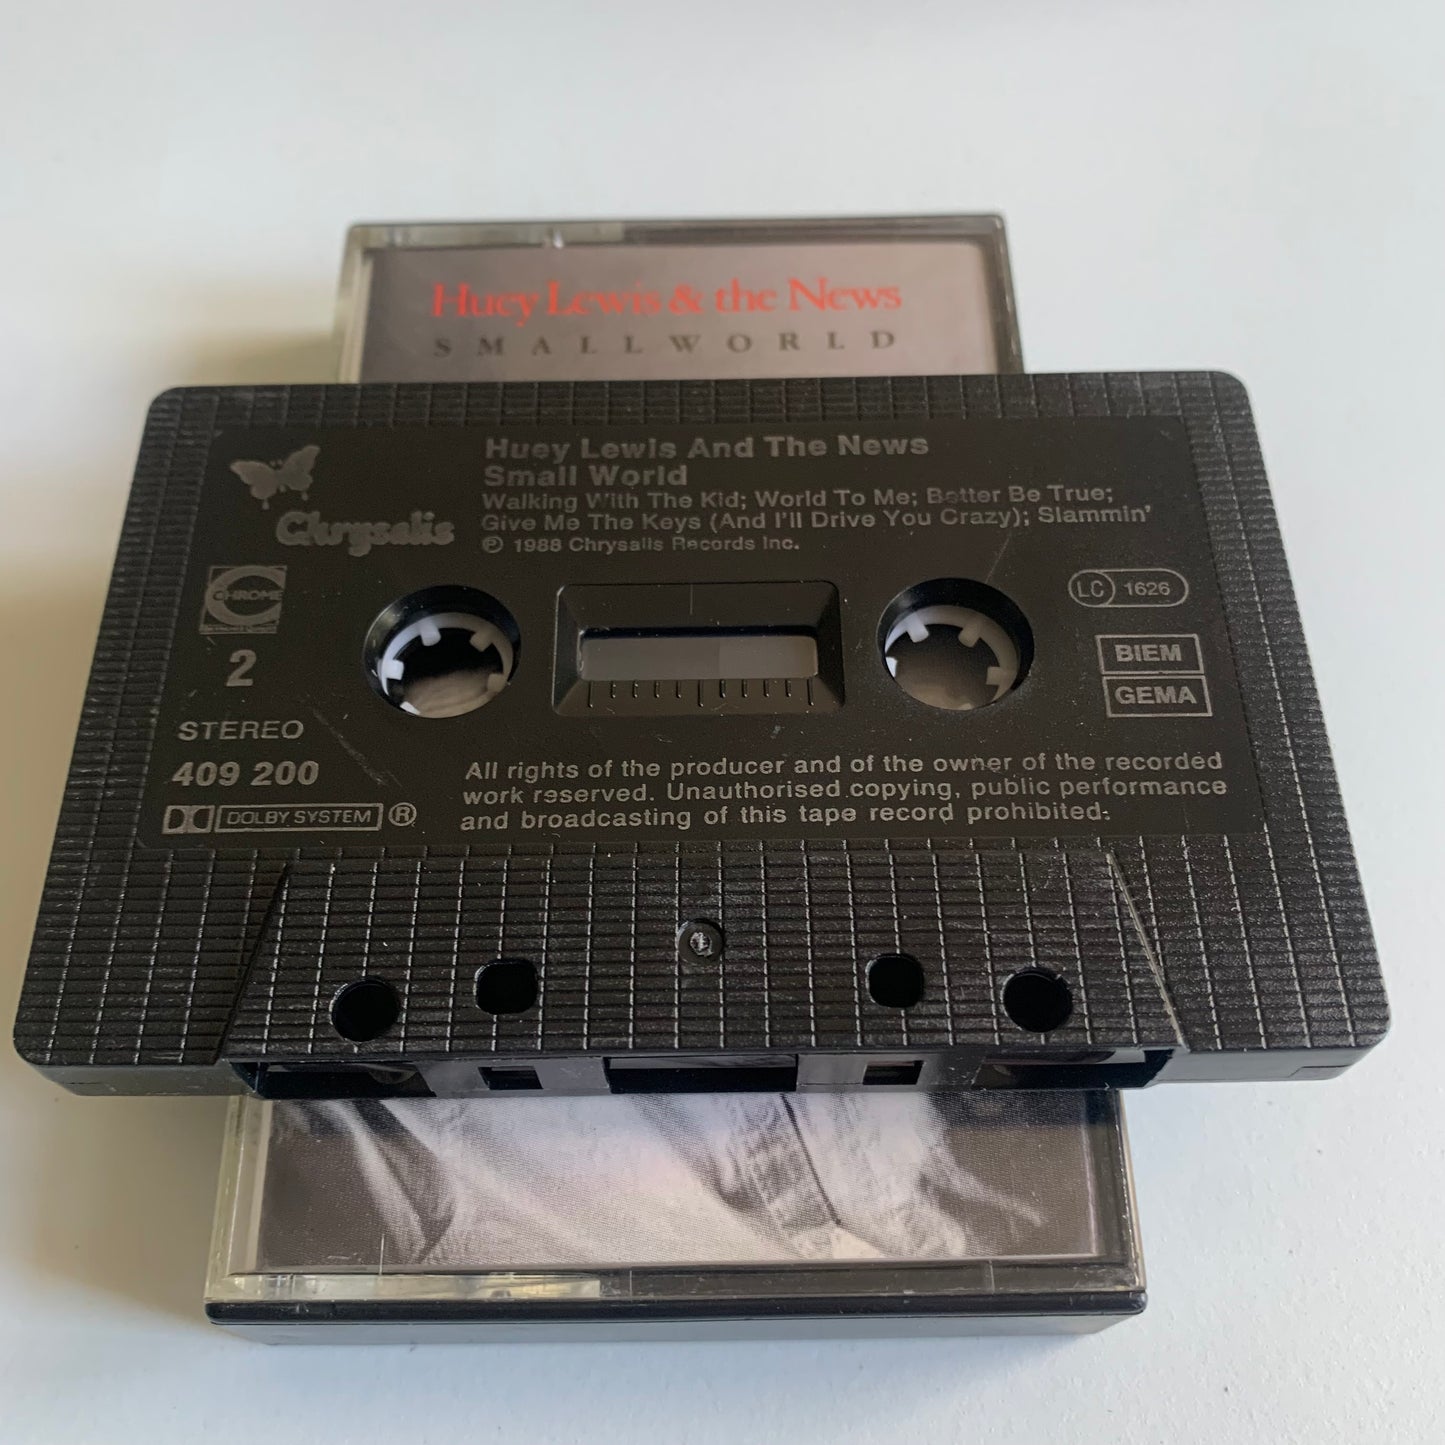 Huey Lewis & the News
SMALL WORLD
Huey Lewis And The News
Small World
Walking With The Kid; World To Me; Better Be True;
Give Me The Keys (And I'll Drive You Crazy); Slammin'
℗ 1988 Chrysalis Records Inc.
Chrysalis
CHROME
LC 1626
2
BIEM
GEMA
STEREO
409 200
DOLBY SYSTEM ®
All rights of the producer and of the owner of the recorded
work reserved. Unauthorised copying, public performance
and broadcasting of this tape record prohibited.